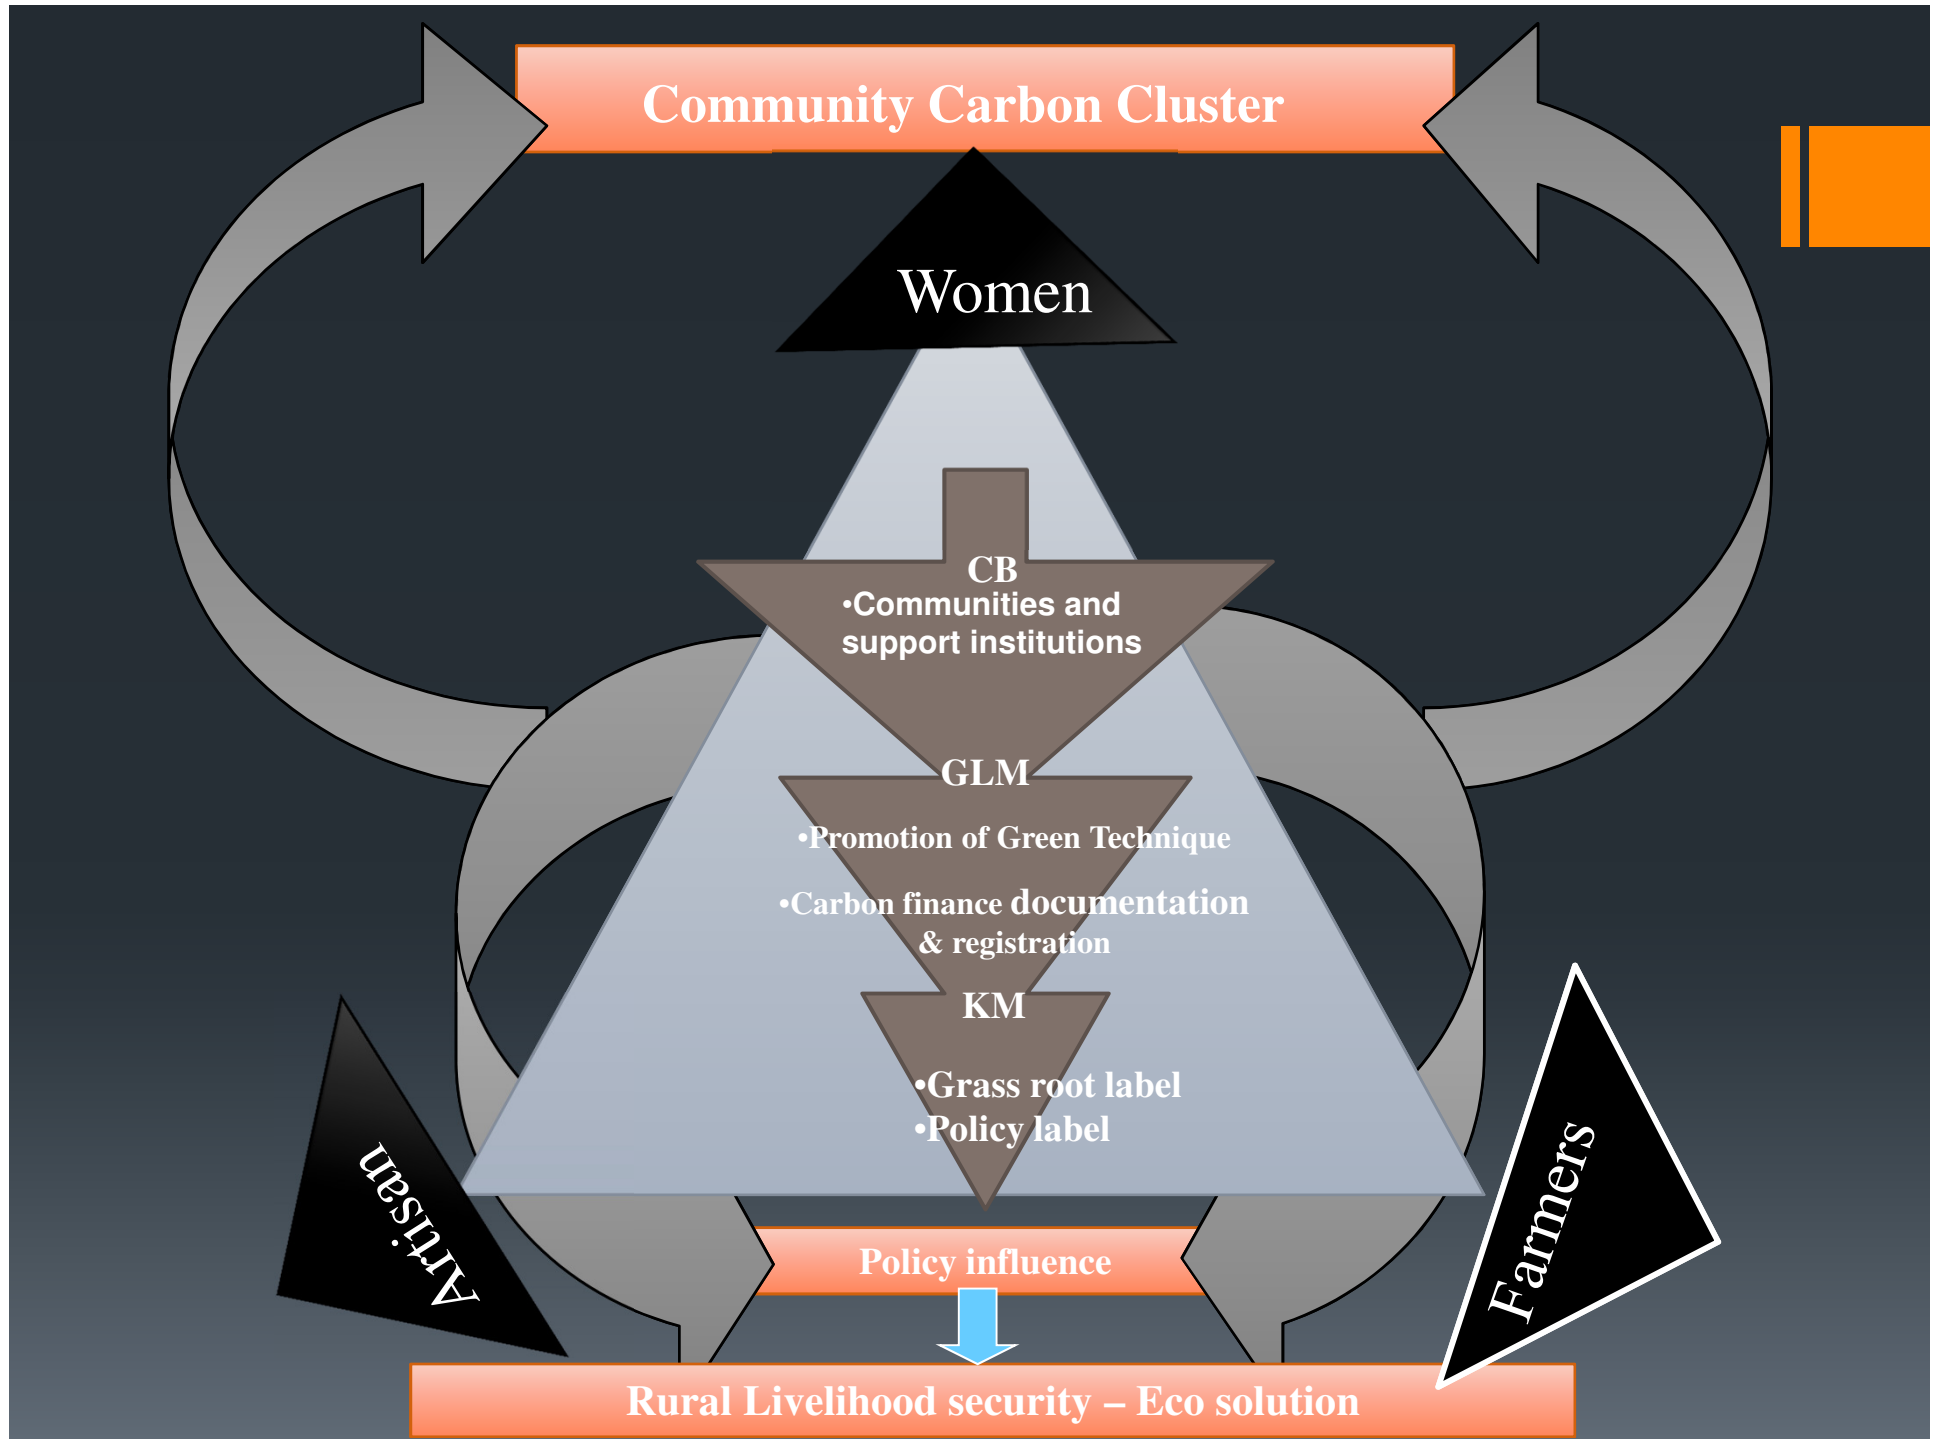 Community Carbon Cluster
Women
CB
•Communities and
support institutions
GLM
•Promotion of Green Technique
•Carbon finance documentation
& registration
KM
•Grass root label
•Policy label
Artisan
Farmers
Policy influence
Rural Livelihood security – Eco solution